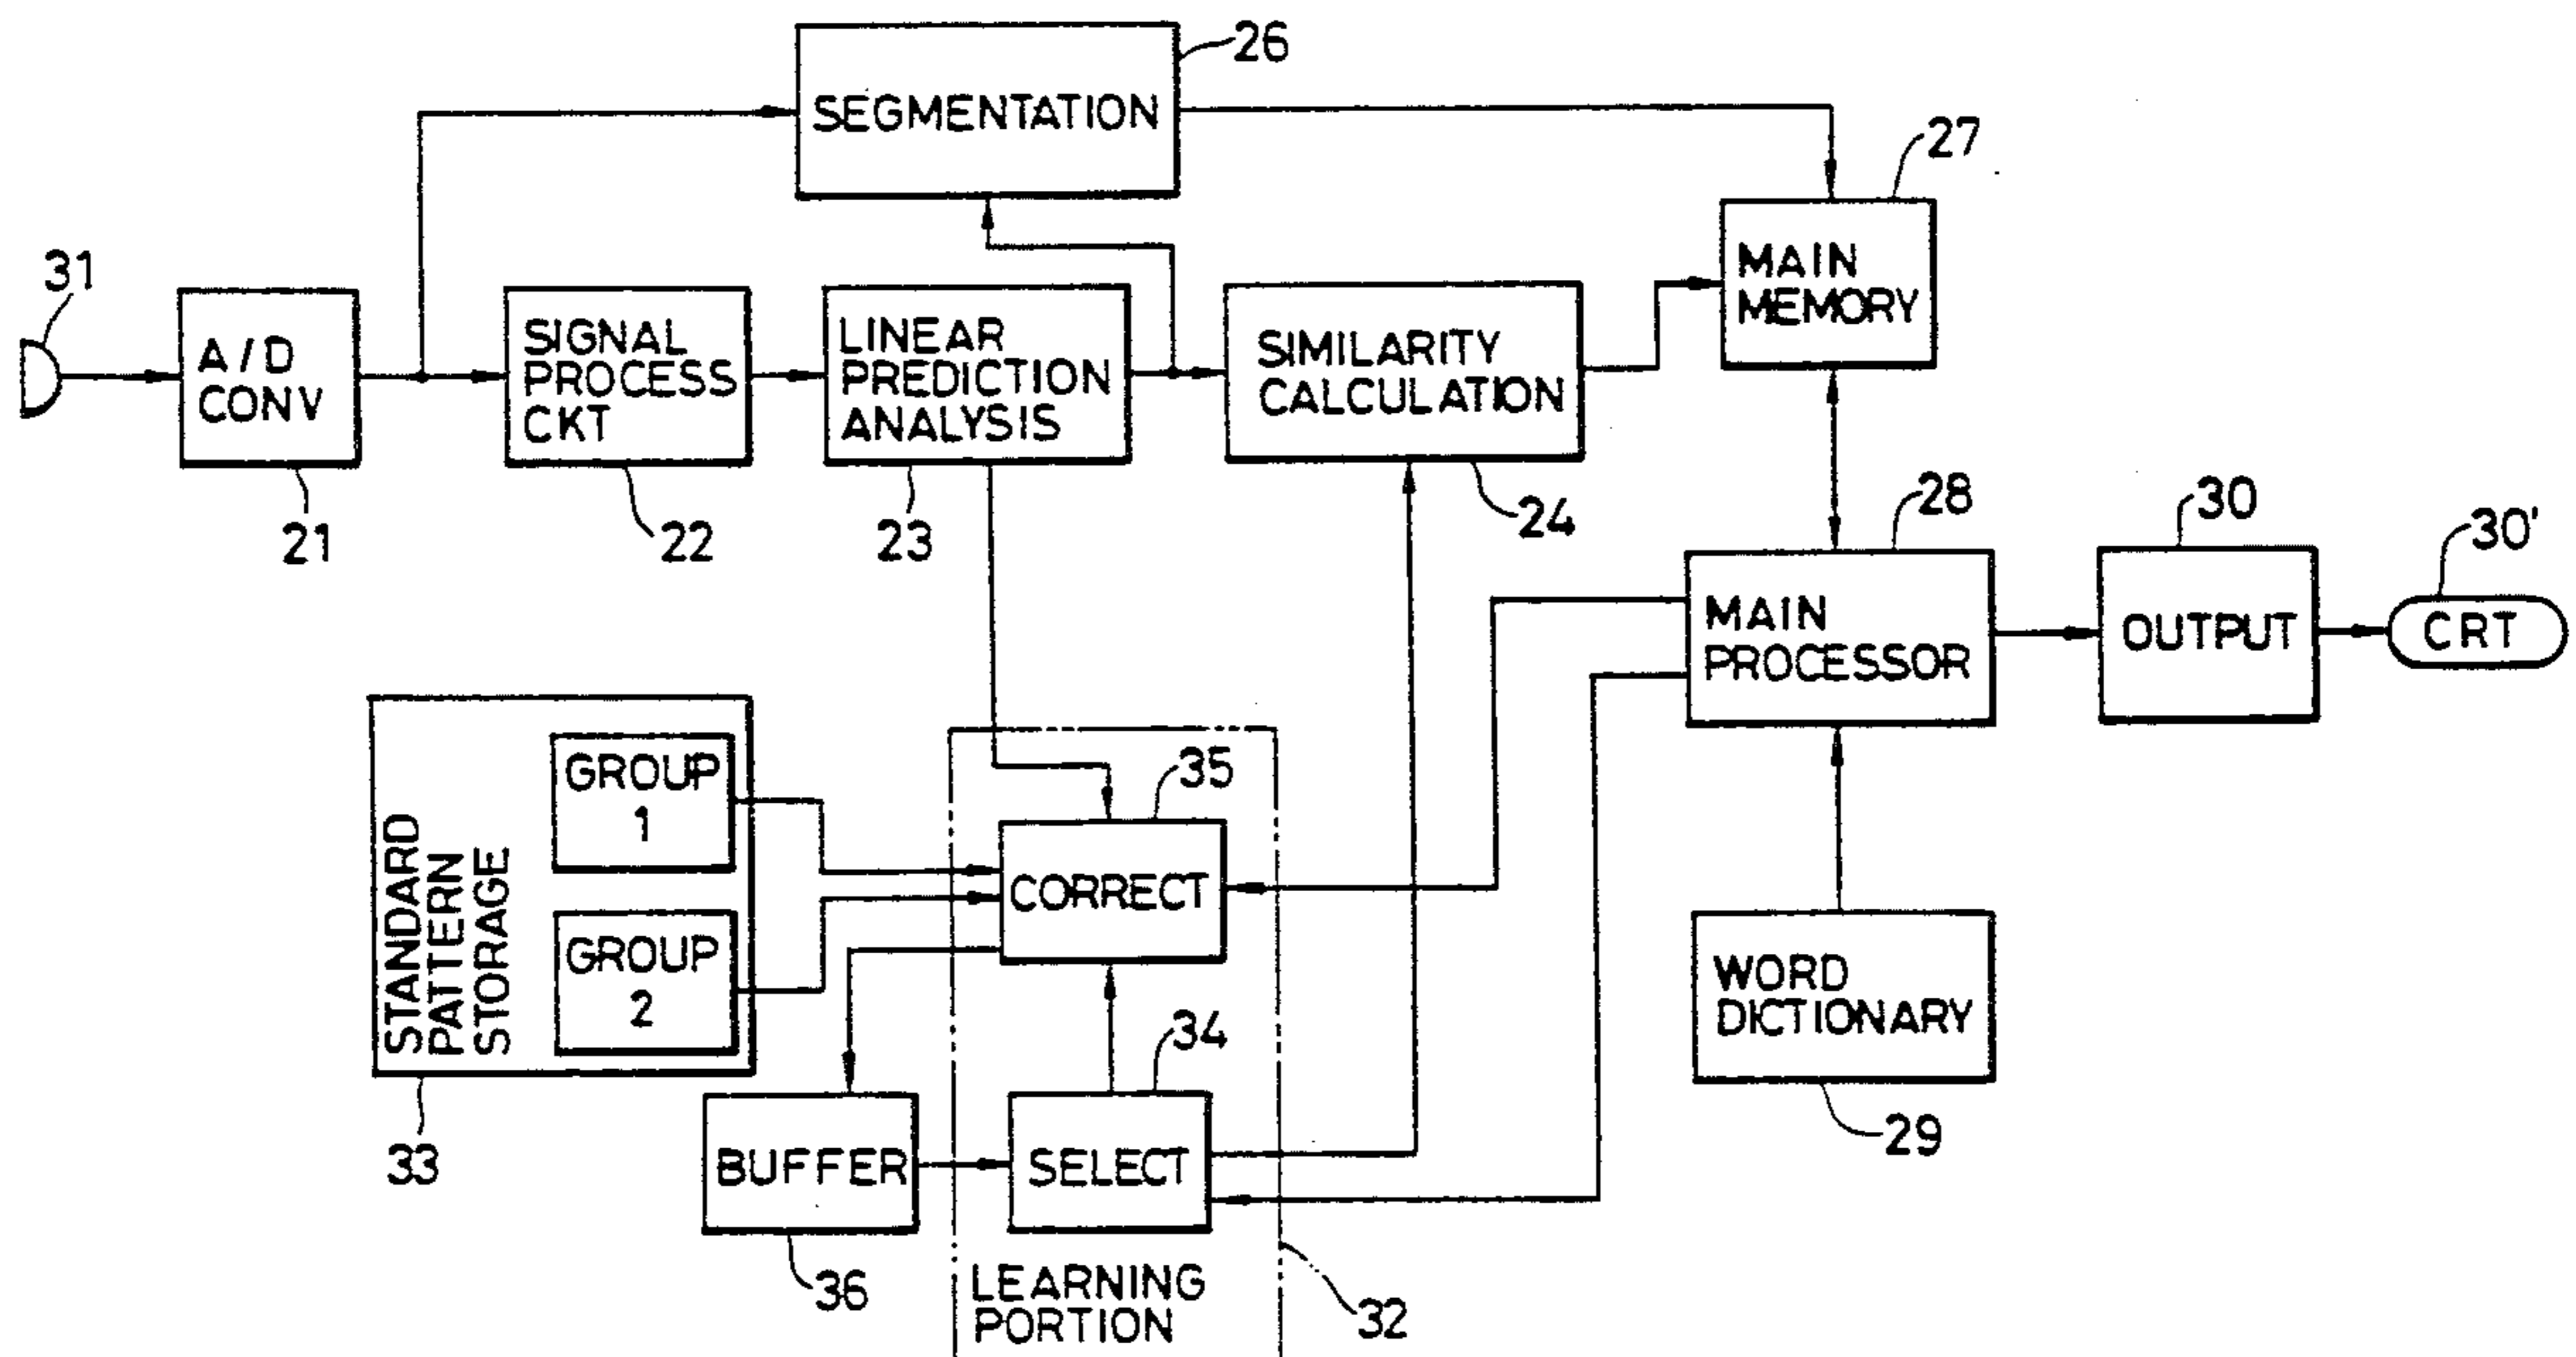 26
SEGMENTATION
27
MAIN
MEMORY
31
A/D
CONV
21
SIGNAL
PROCESS
CKT
22
LINEAR
PREDICTION
ANALYSIS
23
SIMILARITY
CALCULATION
24
28
MAIN
PROCESSOR
30
OUTPUT
30'
CRT
STANDARD
PATTERN
STORAGE
GROUP
1
GROUP
2
33
35
CORRECT
34
SELECT
BUFFER
36
LEARNING
PORTION
32
WORD
DICTIONARY
29